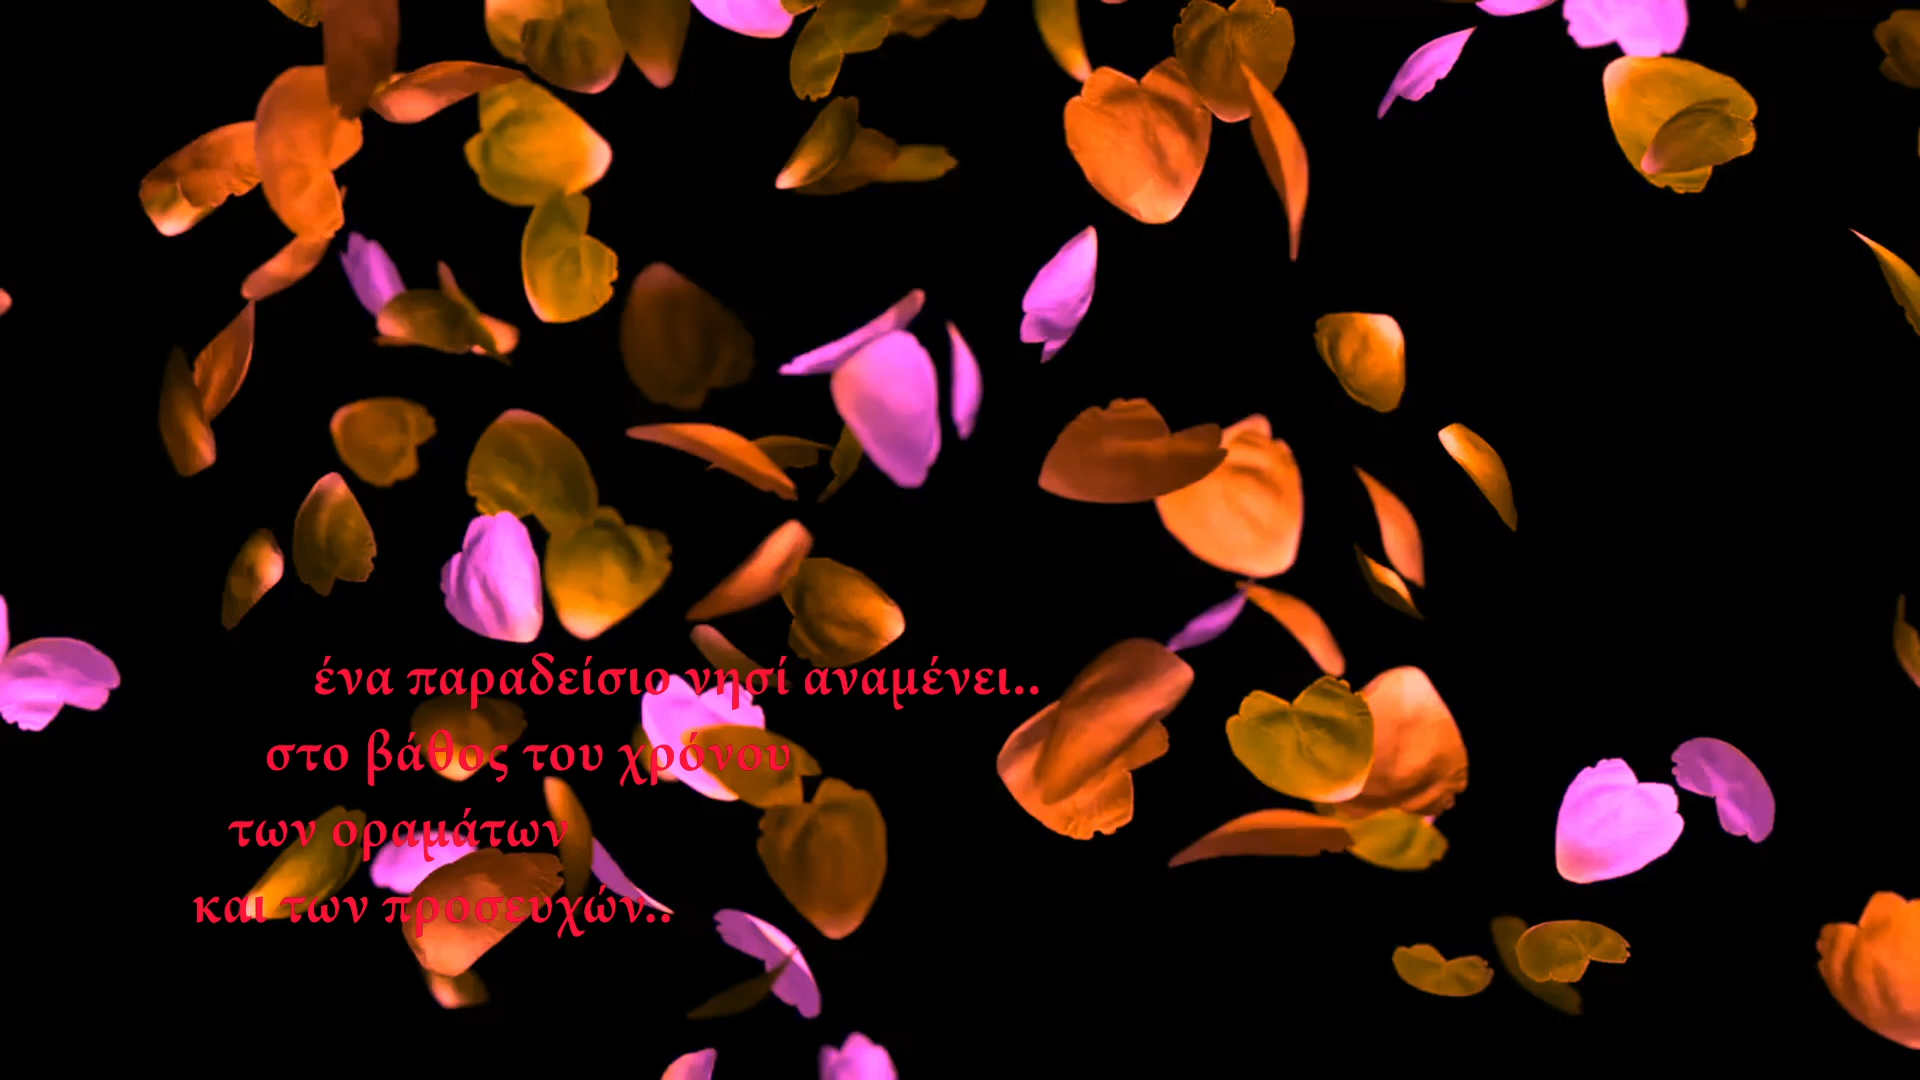 ένα παραδείσιο νησί αναμένει..
στο βάθος του χρόνου
των οραμάτων
και των προσευχών..